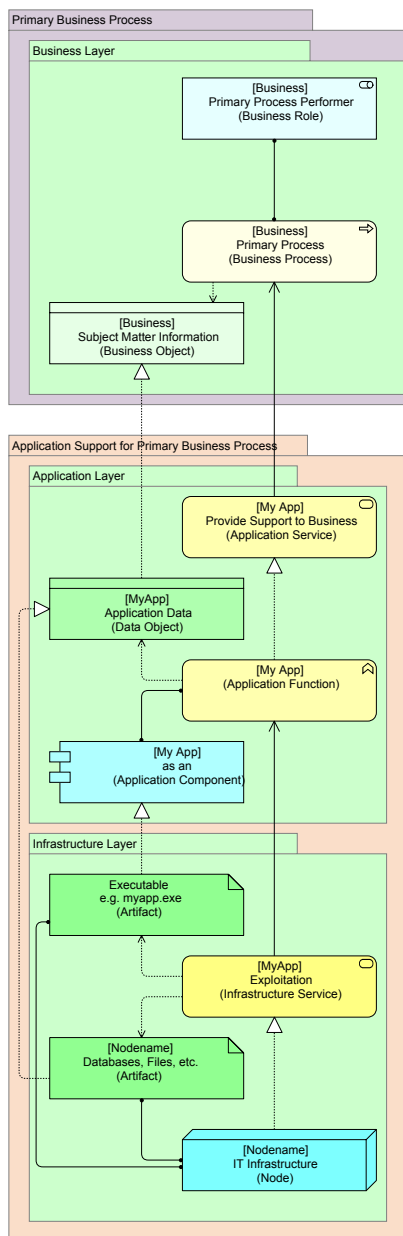 Primary Business Process
Business Layer
[Business]
Primary Process Performer
(Business Role)
[Business]
Primary Process
(Business Process)
[Business]
Subject Matter Information
(Business Object)
Application Support for Primary Business Process
Application Layer
[My App]
Provide Support to Business
(Application Service)
[MyApp]
Application Data
(Data Object)
[My App]
(Application Function)
[My App]
as an
(Application Component)
Infrastructure Layer
Executable
e.g. myapp.exe
(Artifact)
[MyApp]
Exploitation
(Infrastructure Service)
[Nodename]
Databases, Files, etc.
(Artifact)
[Nodename]
IT Infrastructure
(Node)